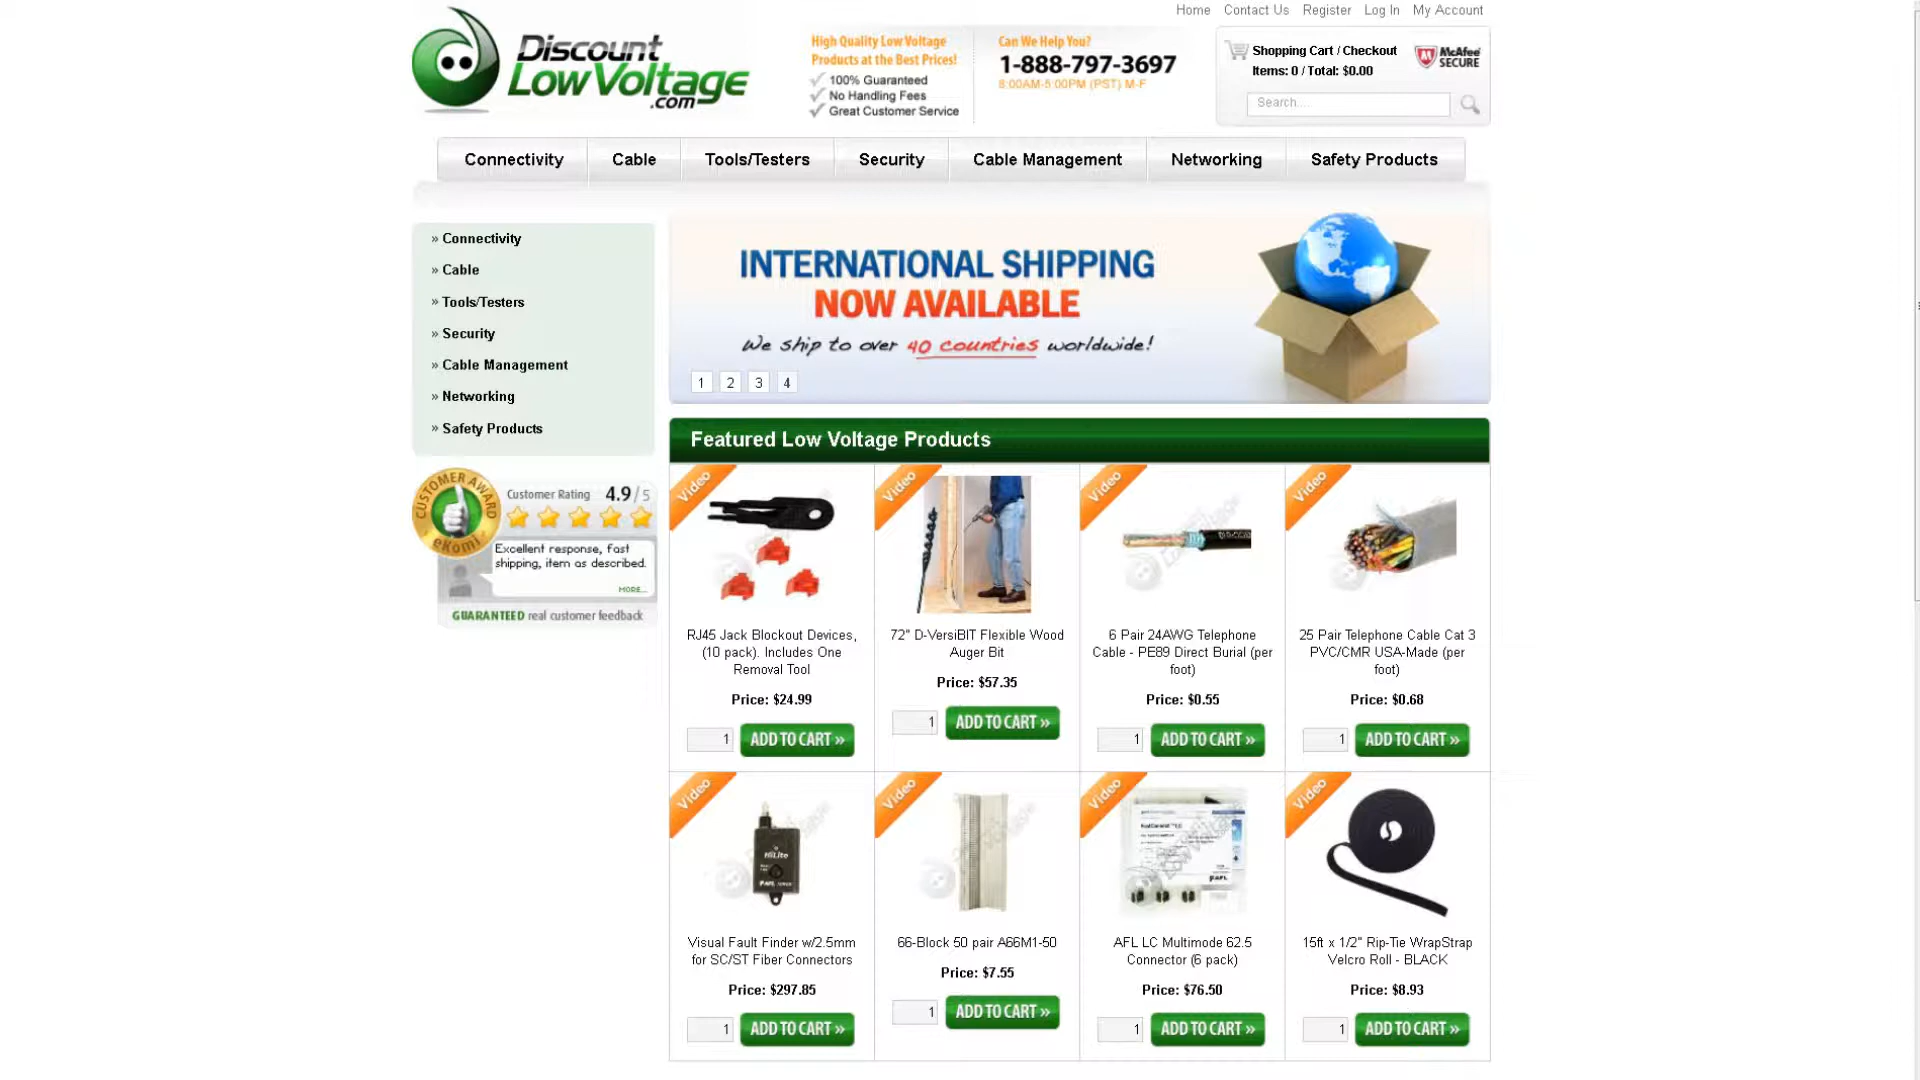 Home Contact Us Register Log In My Account
Discount
LowVoltage
.com
High Quality Low Voltage
Products at the Best Prices!
100% Guaranteed
No Handling Fees
Great Customer Service
Can We Help You?
1-888-797-3697
8:00AM-5:00PM (PST) M-F
Shopping Cart / Checkout
Items: 0 / Total: $0.00
McAfee
SECURE
Search...
Connectivity Cable Tools/Testers Security Cable Management Networking Safety Products
» Connectivity
» Cable
» Tools/Testers
» Security
» Cable Management
» Networking
» Safety Products
CUSTOMER AWARD
eKomi
Customer Rating 4.9/5
Excellent response, fast
shipping, item as described.
MORE...
GUARANTEED real customer feedback
INTERNATIONAL SHIPPING
NOW AVAILABLE
We ship to over 40 countries worldwide!
1 2 3 4
Featured Low Voltage Products
Video Video Video Video
RJ45 Jack Blockout Devices,
(10 pack). Includes One
Removal Tool
Price: $24.99
1 ADD TO CART »
72" D-VersiBIT Flexible Wood
Auger Bit
Price: $57.35
1 ADD TO CART »
6 Pair 24AWG Telephone
Cable - PE89 Direct Burial (per
foot)
Price: $0.55
1 ADD TO CART »
25 Pair Telephone Cable Cat 3
PVC/CMR USA-Made (per
foot)
Price: $0.68
1 ADD TO CART »
Video Video Video Video
HiLite
AFL
Visual Fault Finder w/2.5mm
for SC/ST Fiber Connectors
Price: $297.85
1 ADD TO CART »
66-Block 50 pair A66M1-50
Price: $7.55
1 ADD TO CART »
AFL
AFL LC Multimode 62.5
Connector (6 pack)
Price: $76.50
1 ADD TO CART »
15ft x 1/2" Rip-Tie WrapStrap
Velcro Roll - BLACK
Price: $8.93
1 ADD TO CART »